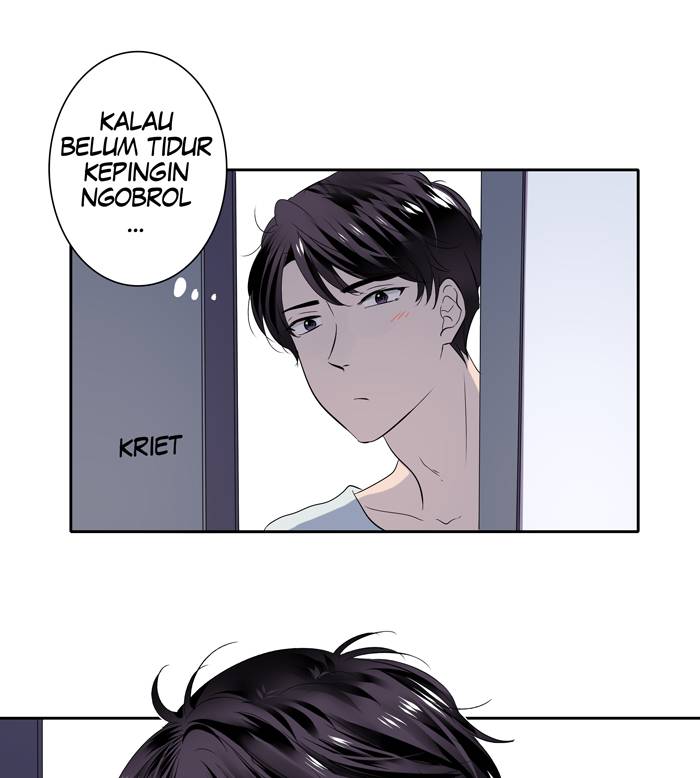 KALAU
BELUM TIDUR
KEPINGIN
NGOBROL
...
KRIET